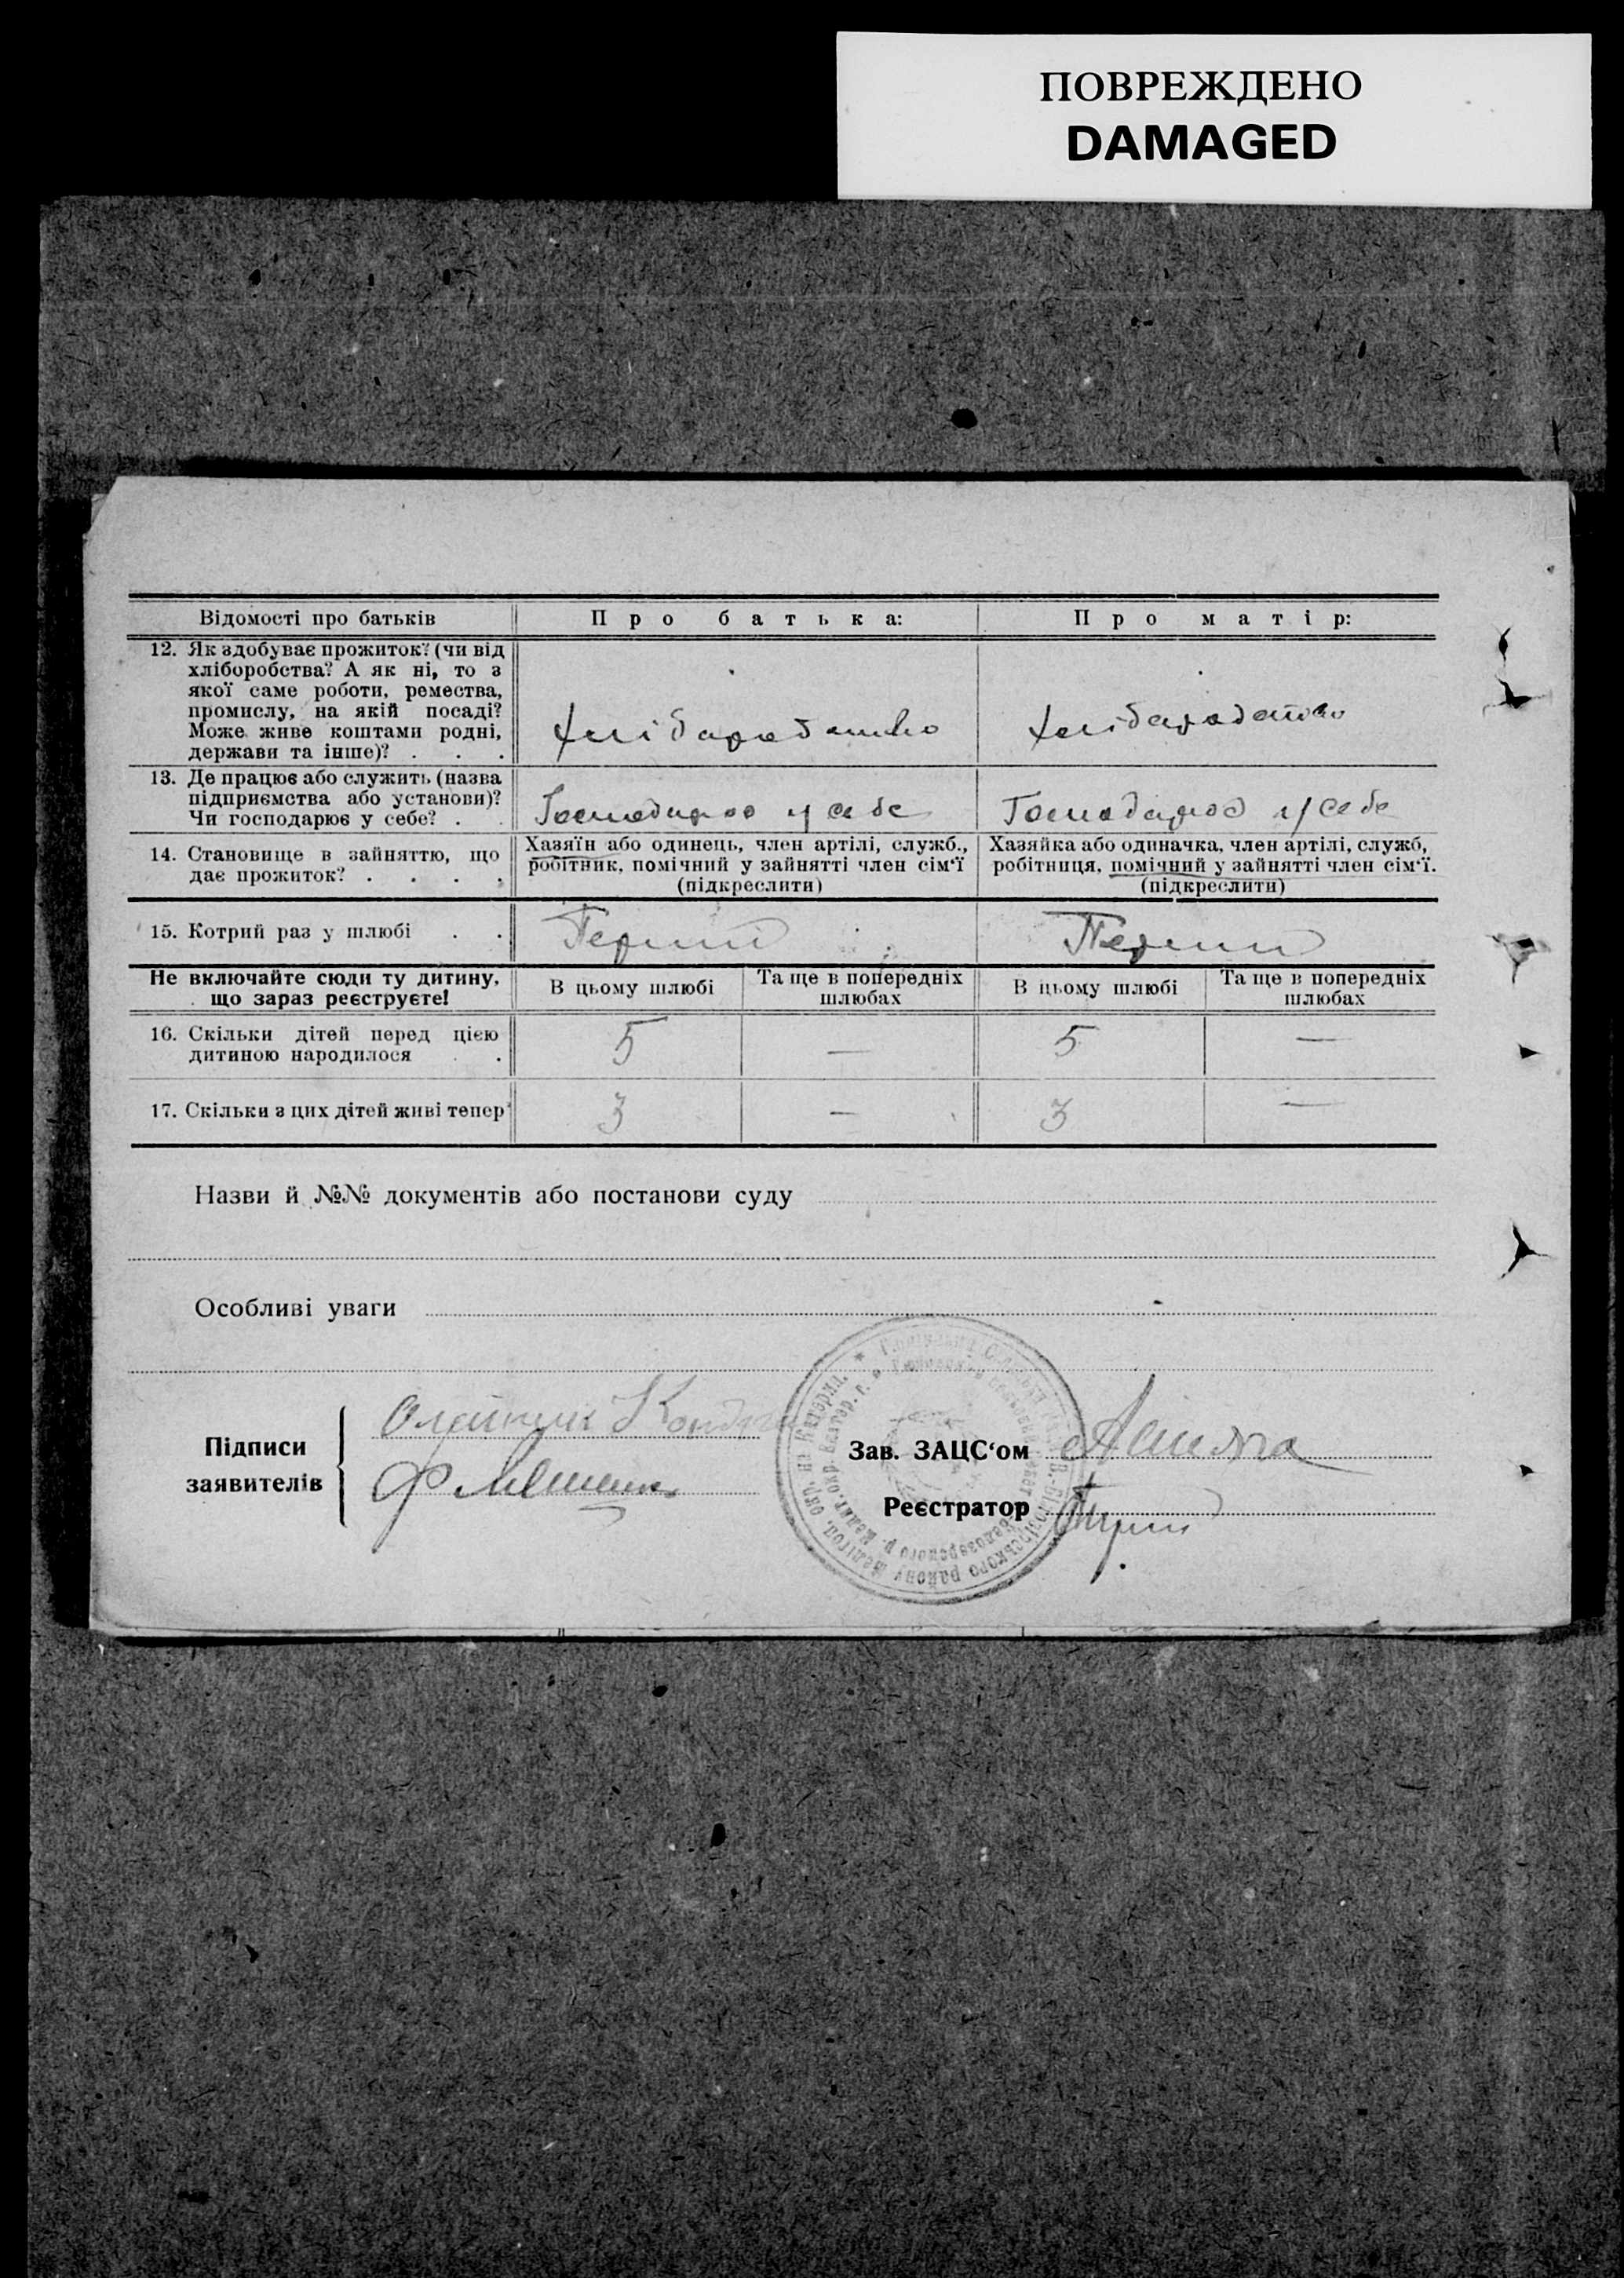 ПОВРЕЖДЕНО
DAMAGED
Відомості про батьків
Про батька:
Про матір:
12. Як здобуває прожиток? (чи від
хліборобства? А як ні, то з
якої саме роботи, ремества,
промислу, на якій посаді?
Може живе коштами родні,
держави та інше)? . . .
хлібаработство
хлібаработство
13. Де працює або служить (назва
підприємства або установи)?
Чи господарює у себе? .
Господарює у себе
Господарює у себе
14. Становище в зайняттю, що
дає прожиток? . . . .
Хазяїн або одинець, член артілі, служб.,
робітник, помічний у зайнятті член сім'ї
(підкреслити)
Хазяйка або одиначка, член артілі, служб,
робітниця, помічний у зайнятті член сім'ї.
(підкреслити)
15. Котрий раз у шлюбі . .
Перший
Перший
Не включайте сюди ту дитину,
що зараз реєструєте!
В цьому шлюбі
Та ще в попередніх
шлюбах
В цьому шлюбі
Та ще в попередніх
шлюбах
16. Скільки дітей перед цією
дитиною народилося . .
5 — 5 —
17. Скільки з цих дітей живі тепер
3 — 3 —
Назви й №№ документів або постанови суду
Особливі уваги
Підписи
заявителів
Олейник
Зав. ЗАЦС'ом
Реєстратор